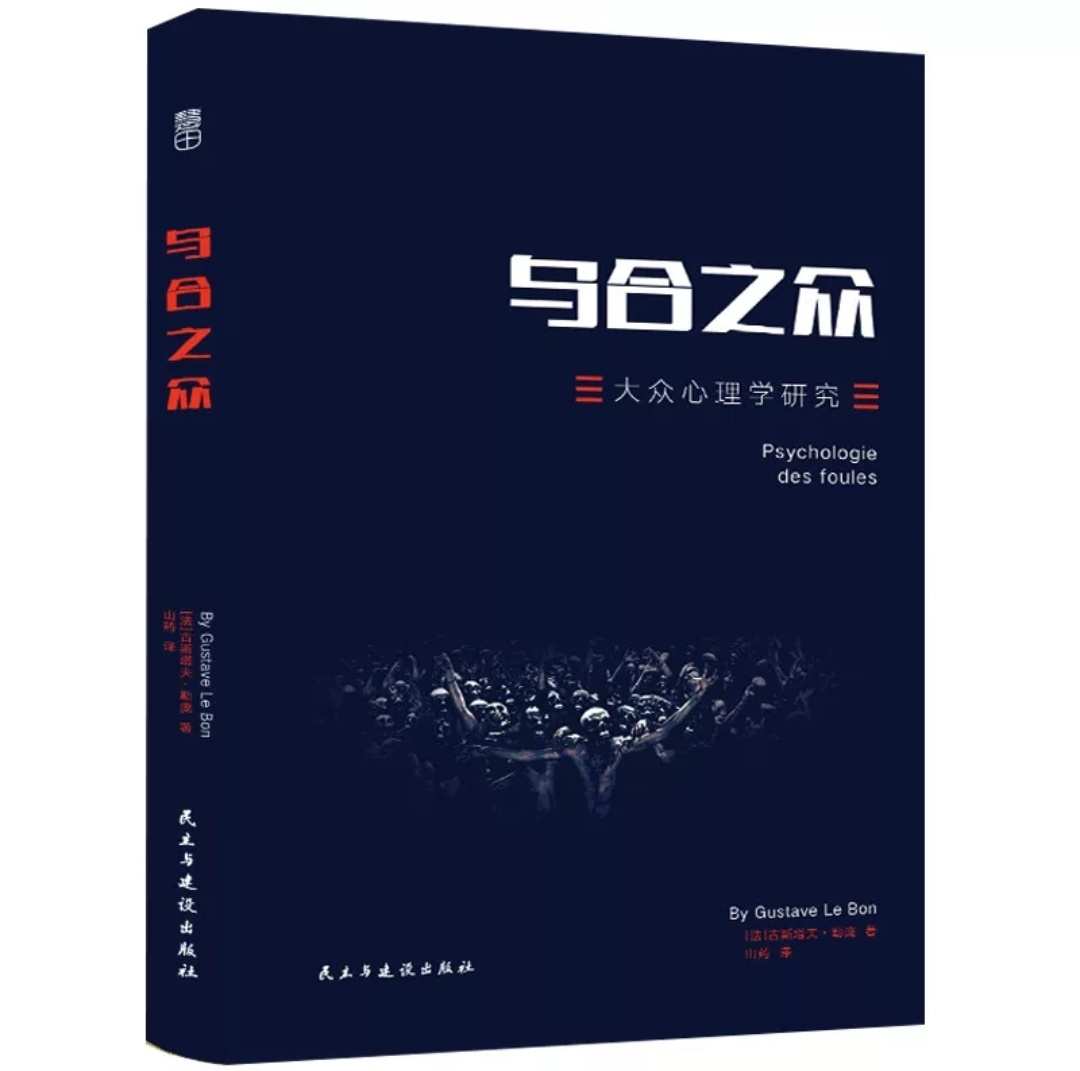 慧田
乌合之众
By Gustave Le Bon
[法]古斯塔夫·勒庞 著
山药 译
民主与建设出版社
乌合之众
大众心理学研究
Psychologie
des foules
By Gustave Le Bon
[法]古斯塔夫·勒庞 著
山药 译
民主与建设出版社